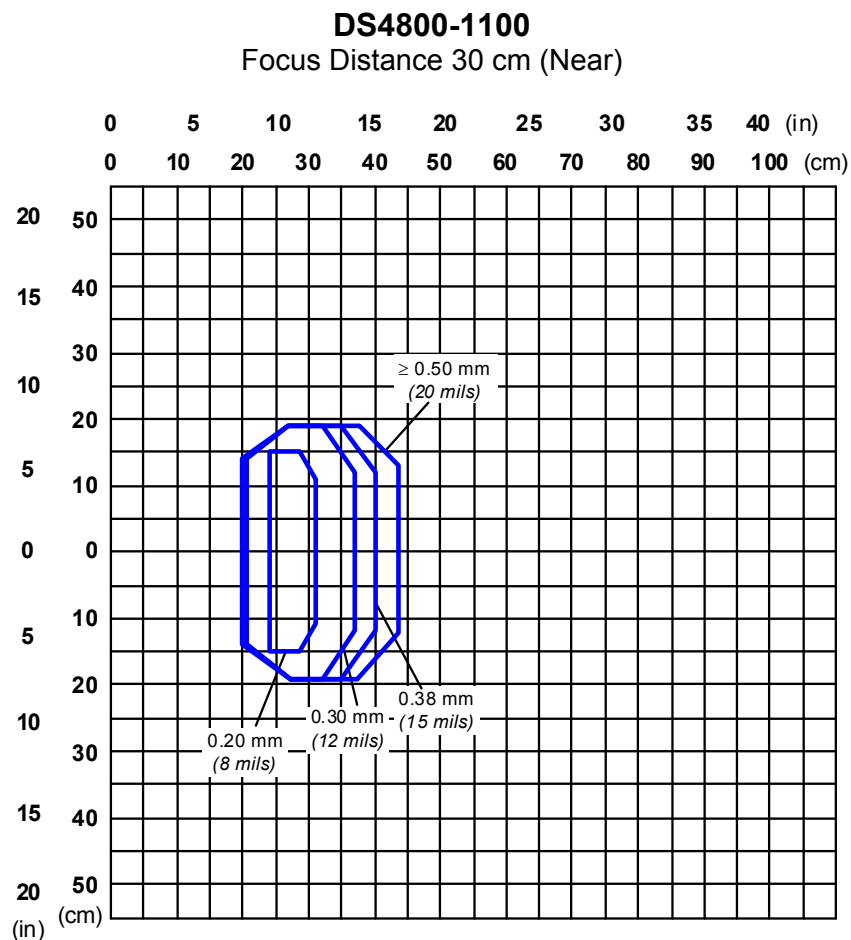 DS4800-1100
Focus Distance 30 cm (Near)
0 5 10 15 20 25 30 35 40 (in)
0 10 20 30 40 50 60 70 80 90 100 (cm)
20 50
15 40
30
10
20
5
10
0 0
10
5
20
10
30
15 40
20 50
(in) (cm)
≥ 0.50 mm
(20 mils)
0.38 mm
(15 mils)
0.30 mm
(12 mils)
0.20 mm
(8 mils)